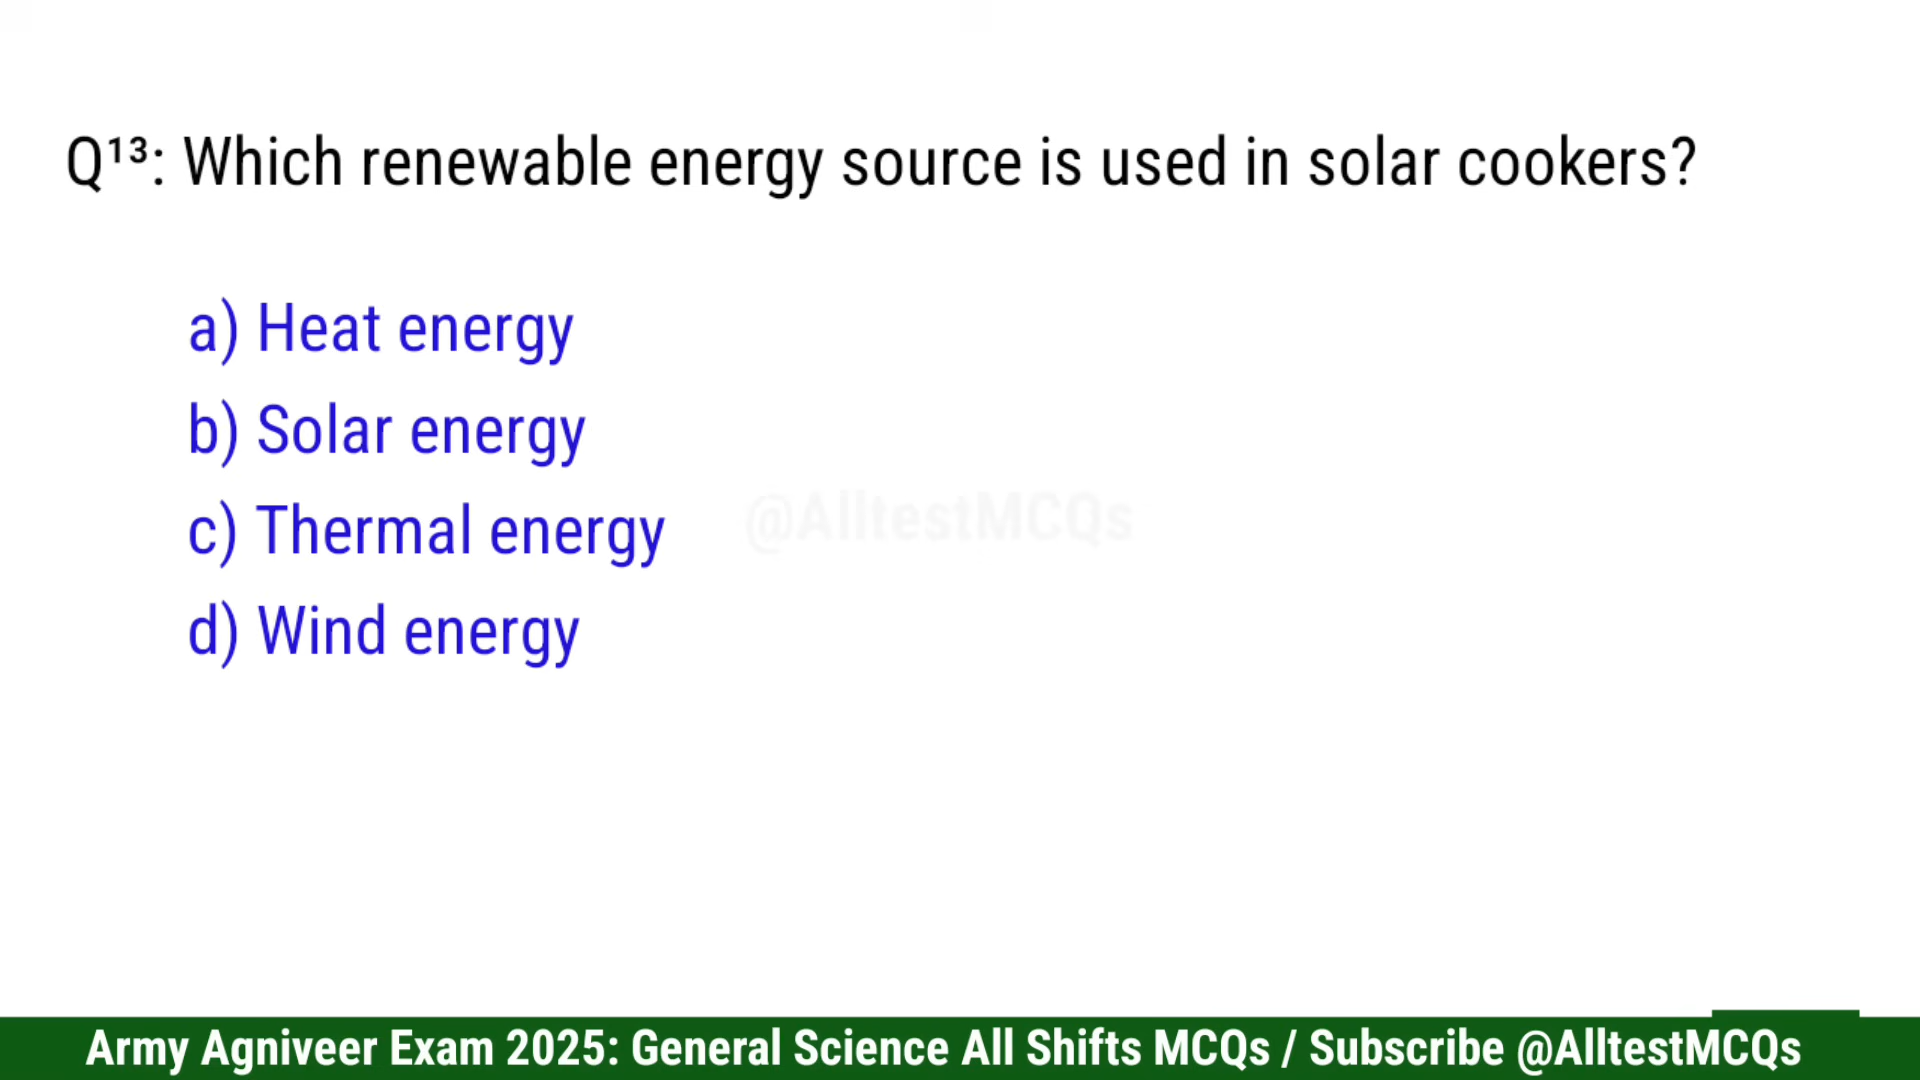 Q¹³: Which renewable energy source is used in solar cookers?
a) Heat energy
b) Solar energy
c) Thermal energy
@AlltestMCQs
d) Wind energy
Army Agniveer Exam 2025: General Science All Shifts MCQs / Subscribe @AlltestMCQs